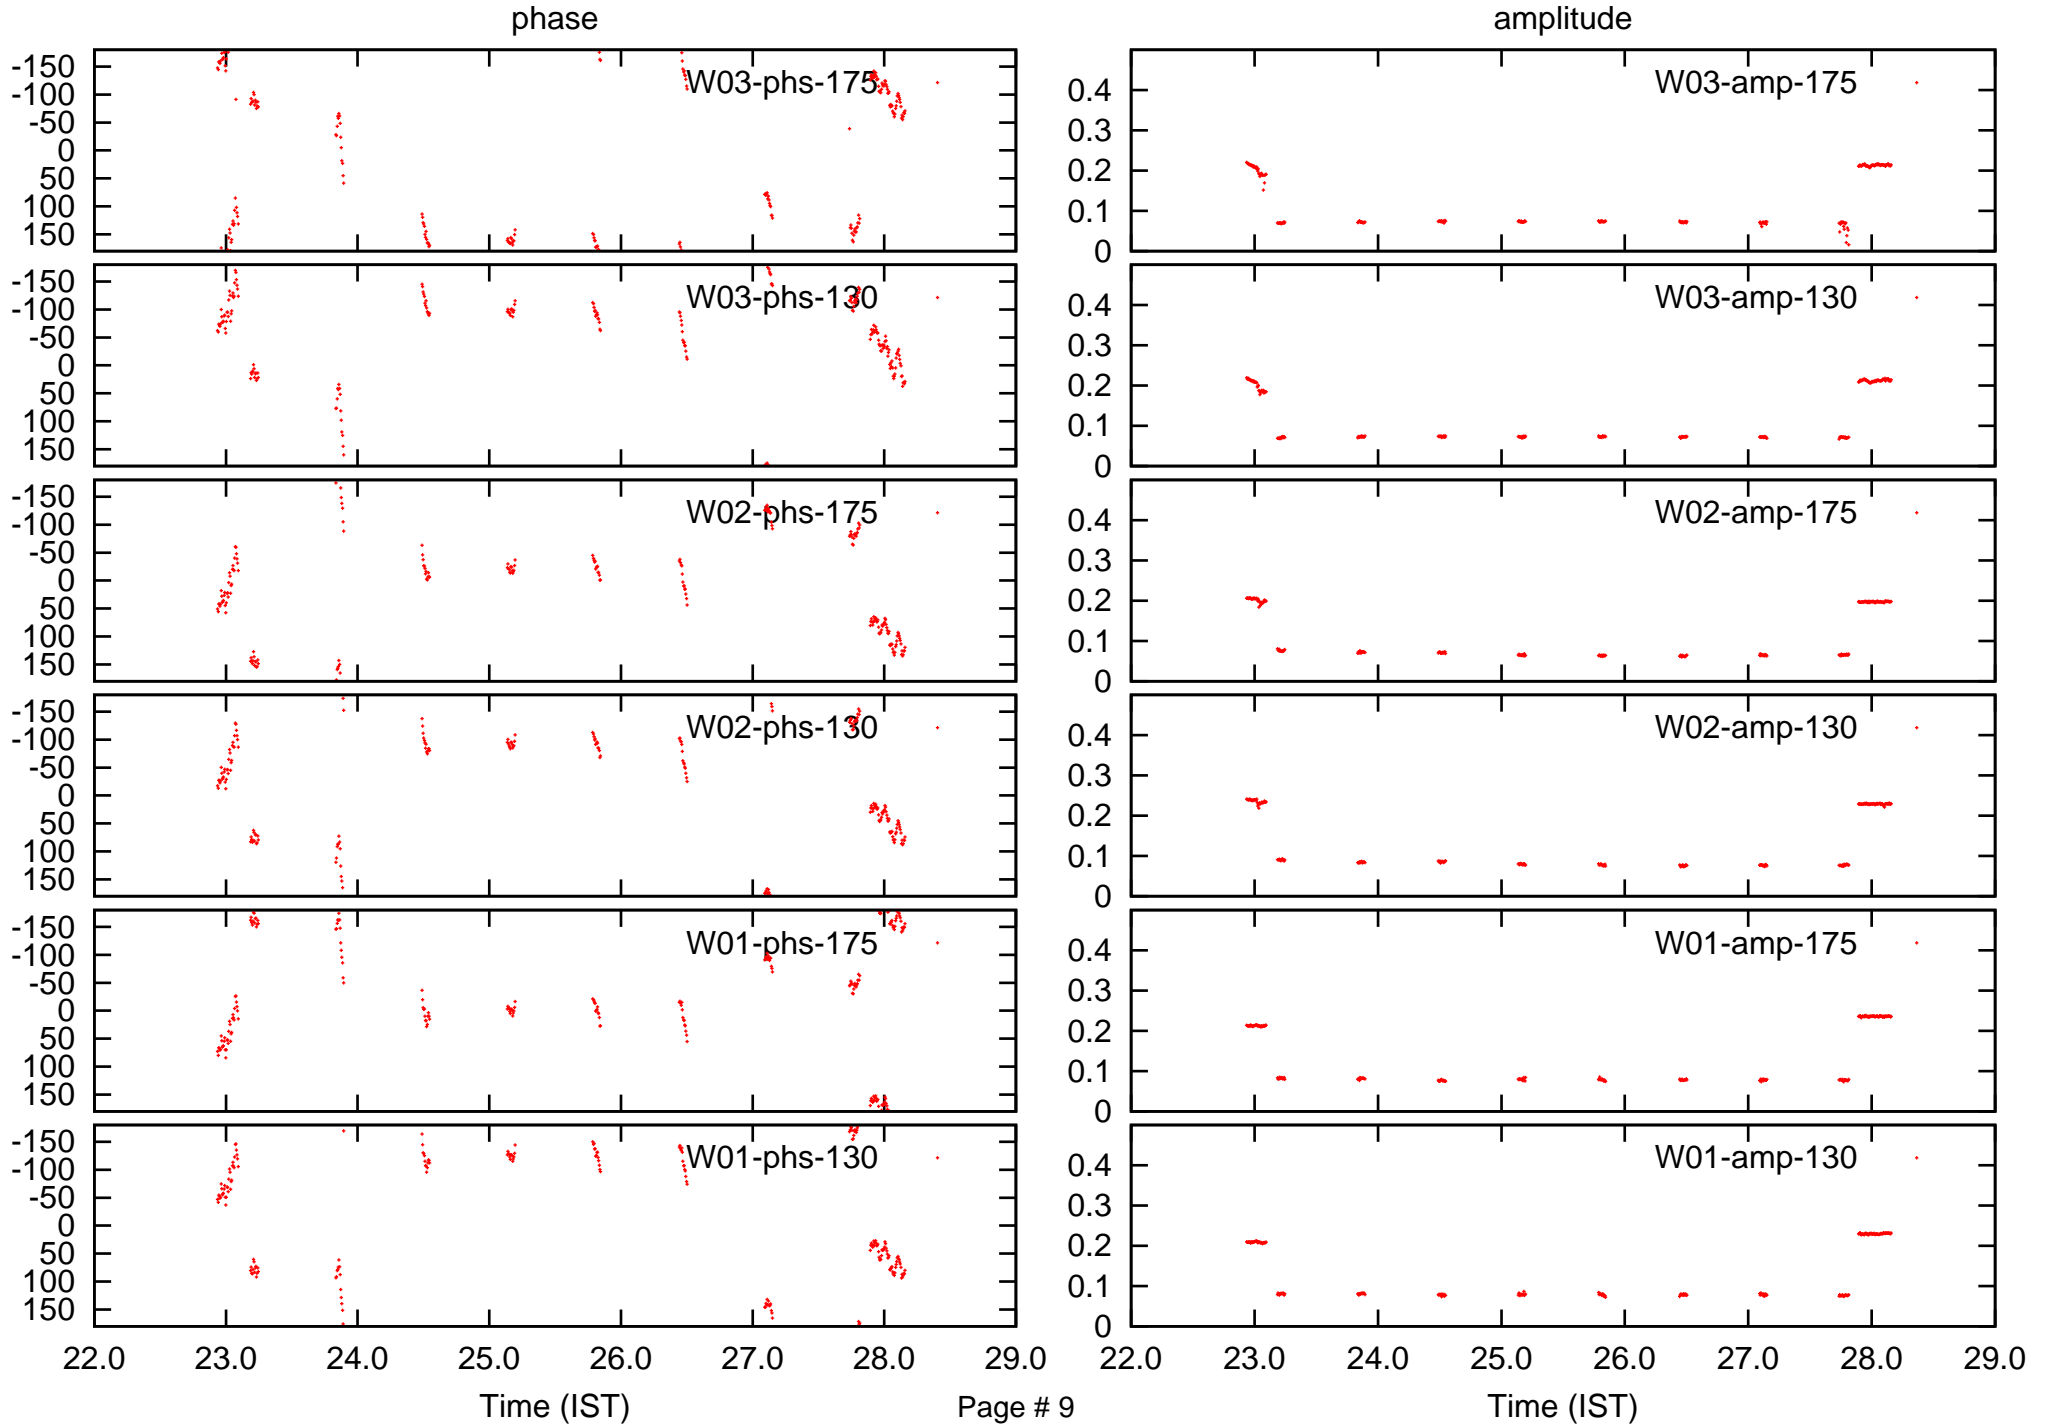 phase amplitude
-150 -100 -50 0 50 100 150 W03-phs-175 0.4 0.3 0.2 0.1 0 W03-amp-175
-150 -100 -50 0 50 100 150 W03-phs-130 0.4 0.3 0.2 0.1 0 W03-amp-130
-150 -100 -50 0 50 100 150 W02-phs-175 0.4 0.3 0.2 0.1 0 W02-amp-175
-150 -100 -50 0 50 100 150 W02-phs-130 0.4 0.3 0.2 0.1 0 W02-amp-130
-150 -100 -50 0 50 100 150 W01-phs-175 0.4 0.3 0.2 0.1 0 W01-amp-175
-150 -100 -50 0 50 100 150 W01-phs-130 0.4 0.3 0.2 0.1 0 W01-amp-130
22.0 23.0 24.0 25.0 26.0 27.0 28.0 29.0 22.0 23.0 24.0 25.0 26.0 27.0 28.0 29.0
Time (IST) Page # 9 Time (IST)